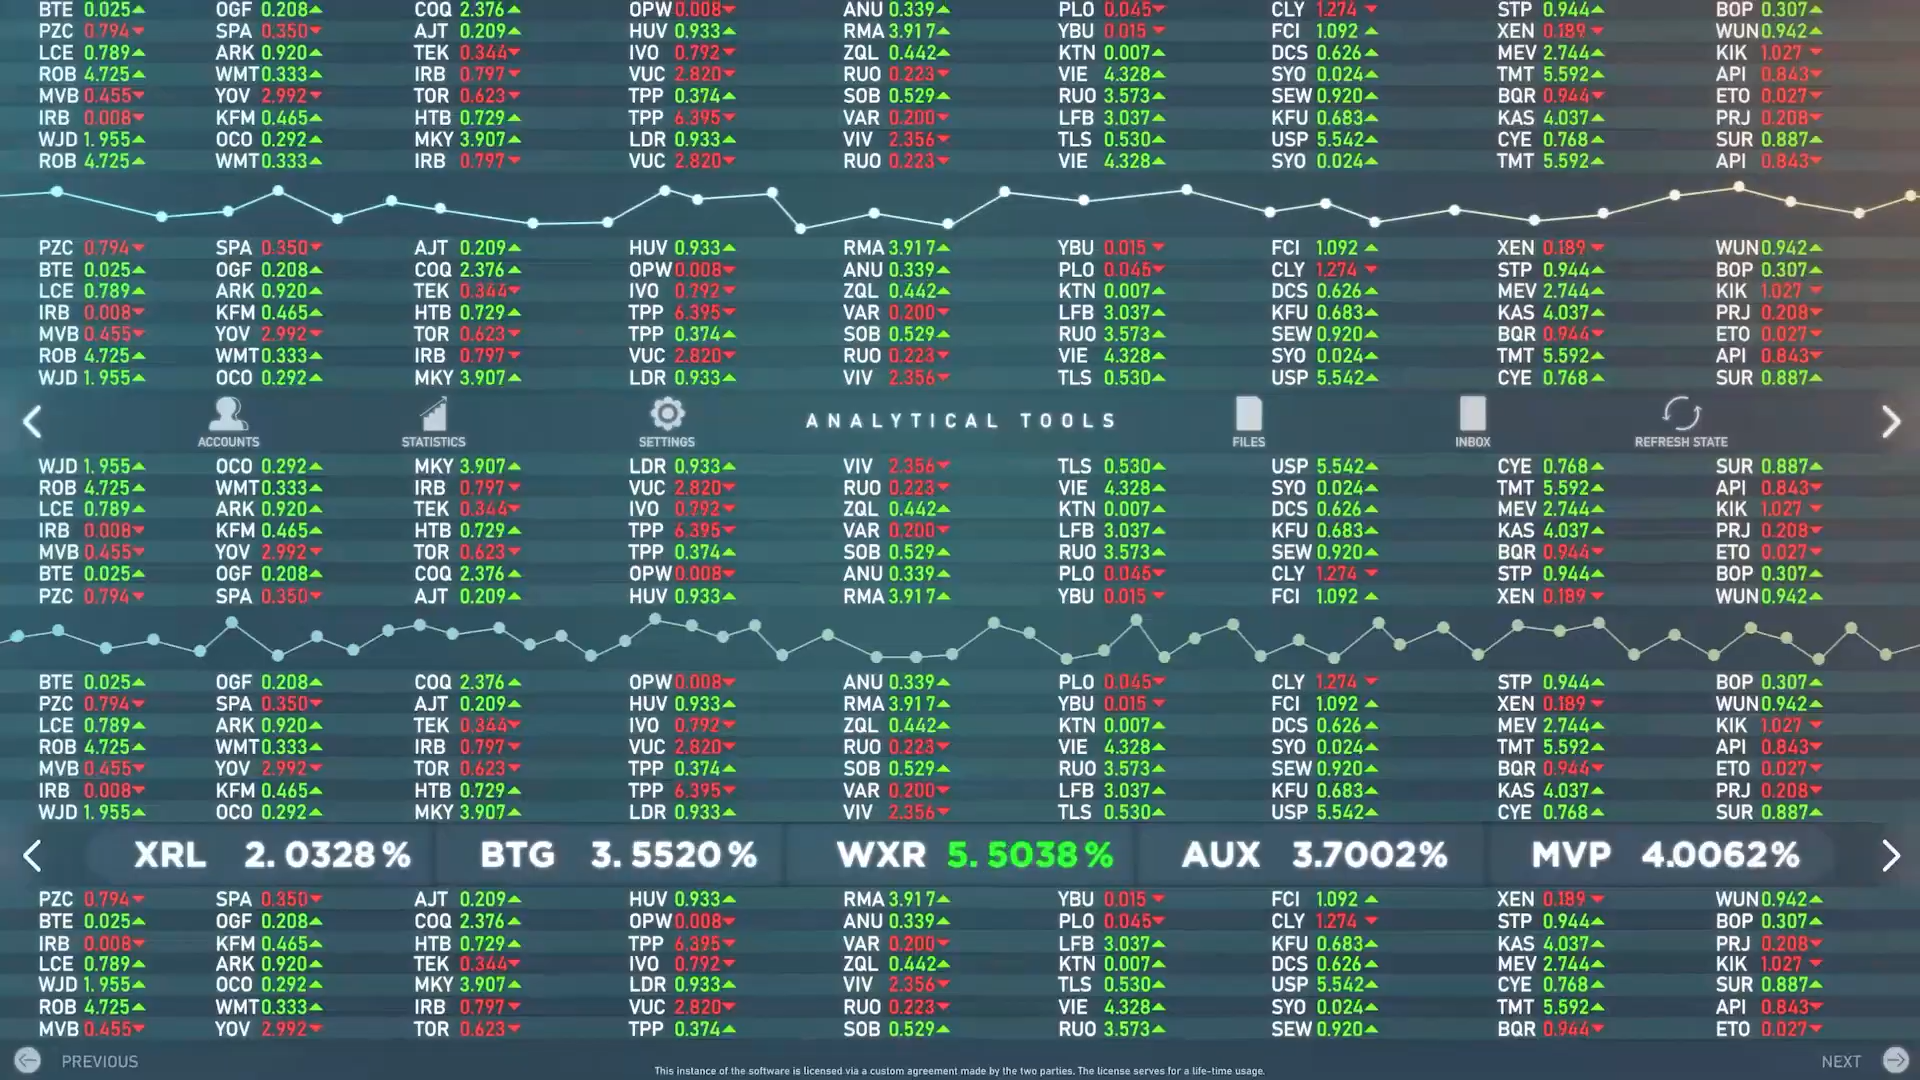 BTE 0.025 OGF 0.208 COQ 2.376 OPW 0.008 ANU 0.339 PLO 0.045 CLY 1.274 STP 0.944 BOP 0.307
PZC 0.794 SPA 0.350 AJT 0.209 HUV 0.933 RMA 3.917 YBU 0.015 FCI 1.092 XEN 0.189 WUN 0.942
LCE 0.789 ARK 0.920 TEK 0.344 IVO 0.792 ZQL 0.442 KTN 0.007 DCS 0.626 MEV 2.744 KIK 1.027
ROB 4.725 WMT 0.333 IRB 0.797 VUC 2.820 RUO 0.223 VIE 4.328 SYO 0.024 TMT 5.592 API 0.843
MVB 0.455 YOV 2.992 TOR 0.623 TPP 0.374 SOB 0.529 RUO 3.573 SEW 0.920 BQR 0.944 ETO 0.027
IRB 0.008 KFM 0.465 HTB 0.729 TPP 6.395 VAR 0.200 LFB 3.037 KFU 0.683 KAS 4.037 PRJ 0.208
WJD 1.955 OCO 0.292 MKY 3.907 LDR 0.933 VIV 2.356 TLS 0.530 USP 5.542 CYE 0.768 SUR 0.887
ROB 4.725 WMT 0.333 IRB 0.797 VUC 2.820 RUO 0.223 VIE 4.328 SYO 0.024 TMT 5.592 API 0.843
PZC 0.794 SPA 0.350 AJT 0.209 HUV 0.933 RMA 3.917 YBU 0.015 FCI 1.092 XEN 0.189 WUN 0.942
BTE 0.025 OGF 0.208 COQ 2.376 OPW 0.008 ANU 0.339 PLO 0.045 CLY 1.274 STP 0.944 BOP 0.307
LCE 0.789 ARK 0.920 TEK 0.344 IVO 0.792 ZQL 0.442 KTN 0.007 DCS 0.626 MEV 2.744 KIK 1.027
IRB 0.008 KFM 0.465 HTB 0.729 TPP 6.395 VAR 0.200 LFB 3.037 KFU 0.683 KAS 4.037 PRJ 0.208
MVB 0.455 YOV 2.992 TOR 0.623 TPP 0.374 SOB 0.529 RUO 3.573 SEW 0.920 BQR 0.944 ETO 0.027
ROB 4.725 WMT 0.333 IRB 0.797 VUC 2.820 RUO 0.223 VIE 4.328 SYO 0.024 TMT 5.592 API 0.843
WJD 1.955 OCO 0.292 MKY 3.907 LDR 0.933 VIV 2.356 TLS 0.530 USP 5.542 CYE 0.768 SUR 0.887
ACCOUNTS STATISTICS SETTINGS ANALYTICAL TOOLS FILES INBOX REFRESH STATE
WJD 1.955 OCO 0.292 MKY 3.907 LDR 0.933 VIV 2.356 TLS 0.530 USP 5.542 CYE 0.768 SUR 0.887
ROB 4.725 WMT 0.333 IRB 0.797 VUC 2.820 RUO 0.223 VIE 4.328 SYO 0.024 TMT 5.592 API 0.843
LCE 0.789 ARK 0.920 TEK 0.344 IVO 0.792 ZQL 0.442 KTN 0.007 DCS 0.626 MEV 2.744 KIK 1.027
IRB 0.008 KFM 0.465 HTB 0.729 TPP 6.395 VAR 0.200 LFB 3.037 KFU 0.683 KAS 4.037 PRJ 0.208
MVB 0.455 YOV 2.992 TOR 0.623 TPP 0.374 SOB 0.529 RUO 3.573 SEW 0.920 BQR 0.944 ETO 0.027
BTE 0.025 OGF 0.208 COQ 2.376 OPW 0.008 ANU 0.339 PLO 0.045 CLY 1.274 STP 0.944 BOP 0.307
PZC 0.794 SPA 0.350 AJT 0.209 HUV 0.933 RMA 3.917 YBU 0.015 FCI 1.092 XEN 0.189 WUN 0.942
BTE 0.025 OGF 0.208 COQ 2.376 OPW 0.008 ANU 0.339 PLO 0.045 CLY 1.274 STP 0.944 BOP 0.307
PZC 0.794 SPA 0.350 AJT 0.209 HUV 0.933 RMA 3.917 YBU 0.015 FCI 1.092 XEN 0.189 WUN 0.942
LCE 0.789 ARK 0.920 TEK 0.344 IVO 0.792 ZQL 0.442 KTN 0.007 DCS 0.626 MEV 2.744 KIK 1.027
ROB 4.725 WMT 0.333 IRB 0.797 VUC 2.820 RUO 0.223 VIE 4.328 SYO 0.024 TMT 5.592 API 0.843
MVB 0.455 YOV 2.992 TOR 0.623 TPP 0.374 SOB 0.529 RUO 3.573 SEW 0.920 BQR 0.944 ETO 0.027
IRB 0.008 KFM 0.465 HTB 0.729 TPP 6.395 VAR 0.200 LFB 3.037 KFU 0.683 KAS 4.037 PRJ 0.208
WJD 1.955 OCO 0.292 MKY 3.907 LDR 0.933 VIV 2.356 TLS 0.530 USP 5.542 CYE 0.768 SUR 0.887
XRL 2.0328% BTG 3.5520% WXR 5.5038% AUX 3.7002% MVP 4.0062%
PZC 0.794 SPA 0.350 AJT 0.209 HUV 0.933 RMA 3.917 YBU 0.015 FCI 1.092 XEN 0.189 WUN 0.942
BTE 0.025 OGF 0.208 COQ 2.376 OPW 0.008 ANU 0.339 PLO 0.045 CLY 1.274 STP 0.944 BOP 0.307
IRB 0.008 KFM 0.465 HTB 0.729 TPP 6.395 VAR 0.200 LFB 3.037 KFU 0.683 KAS 4.037 PRJ 0.208
LCE 0.789 ARK 0.920 TEK 0.344 IVO 0.792 ZQL 0.442 KTN 0.007 DCS 0.626 MEV 2.744 KIK 1.027
WJD 1.955 OCO 0.292 MKY 3.907 LDR 0.933 VIV 2.356 TLS 0.530 USP 5.542 CYE 0.768 SUR 0.887
ROB 4.725 WMT 0.333 IRB 0.797 VUC 2.820 RUO 0.223 VIE 4.328 SYO 0.024 TMT 5.592 API 0.843
MVB 0.455 YOV 2.992 TOR 0.623 TPP 0.374 SOB 0.529 RUO 3.573 SEW 0.920 BQR 0.944 ETO 0.027
PREVIOUS NEXT
This instance of the software is licensed via a custom agreement made by the two parties. The license serves for a life-time usage.